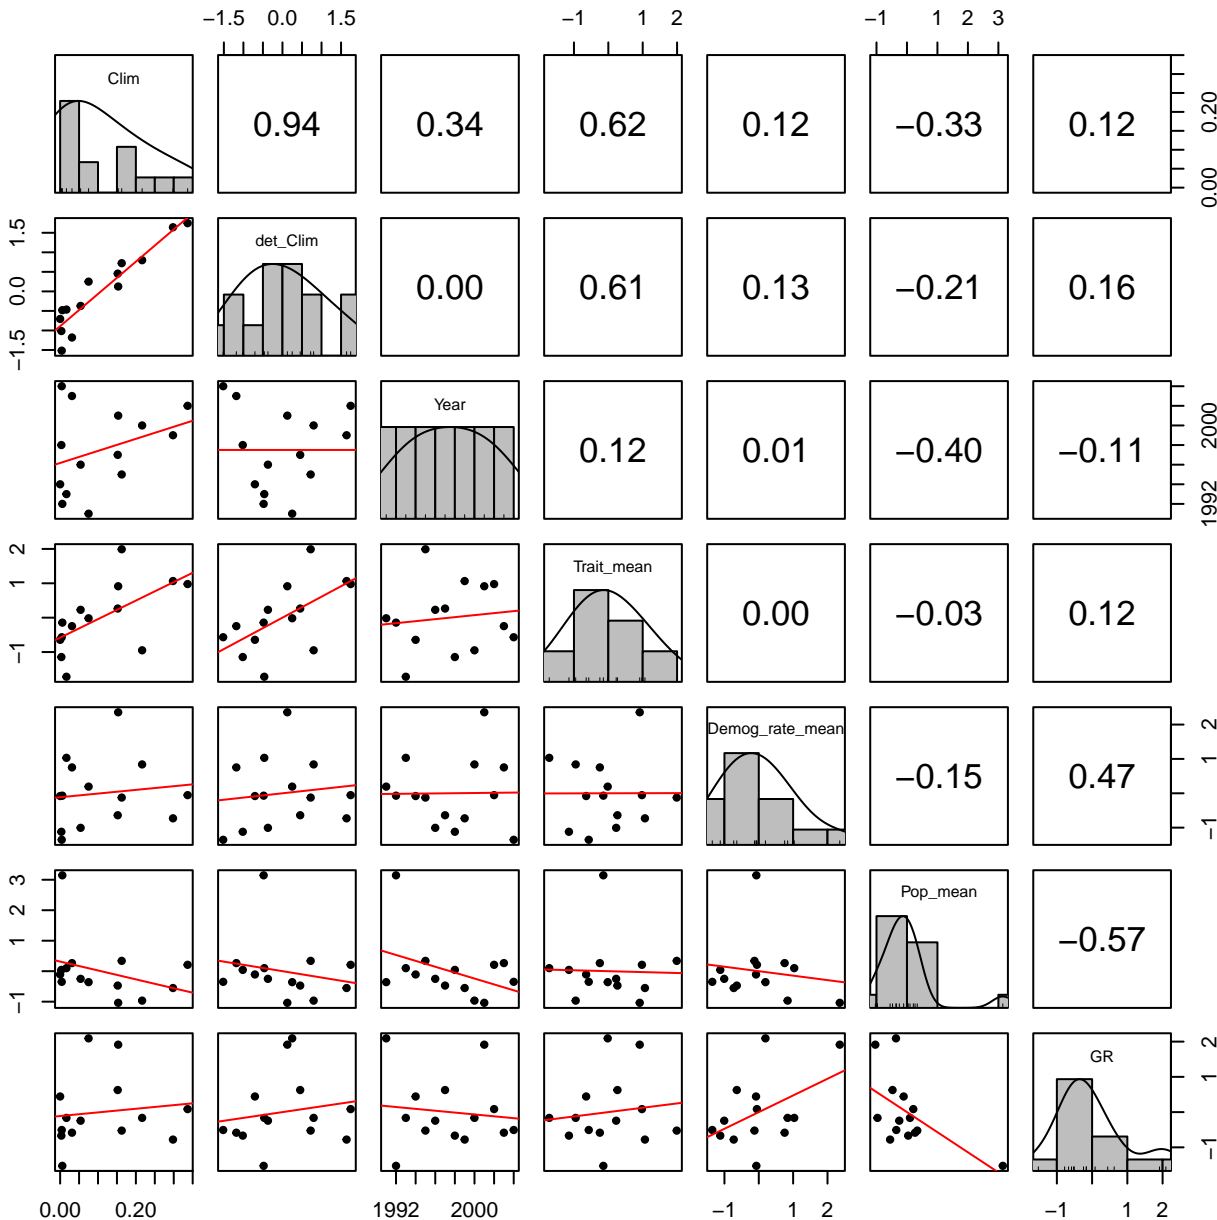 −1.5 0.0 1.5 −1 1 2 −1 1 3
Clim 0.94 0.34 0.62 0.12 −0.33 0.12 0.00 0.20
−1.5 0.0 1.5 det_Clim 0.00 0.61 0.13 −0.21 0.16
Year 0.12 0.01 −0.40 −0.11 1992 2000
−1 1 2 Trait_mean 0.00 −0.03 0.12
Demog_rate_mean −0.15 0.47 −1 1 2
−1 1 2 3 Pop_mean −0.57
GR −1 1 2
0.00 0.20 1992 2000 −1 1 2 −1 1 2